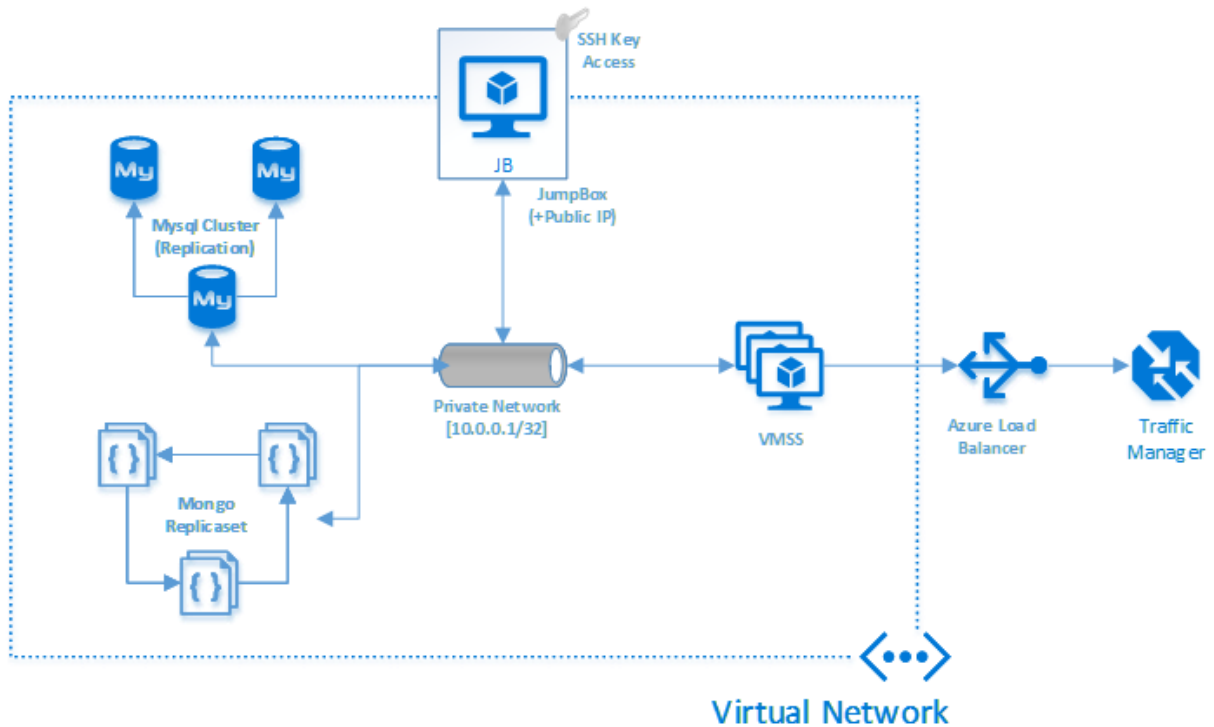 SSH Key
Access
JB
JumpBox
(+Public IP)
My
My
Mysql Cluster
(Replication)
My
Private Network
[10.0.0.1/32]
VMSS
Azure Load
Balancer
Traffic
Manager
{ }
{ }
Mongo
Replicaset
{ }
Virtual Network